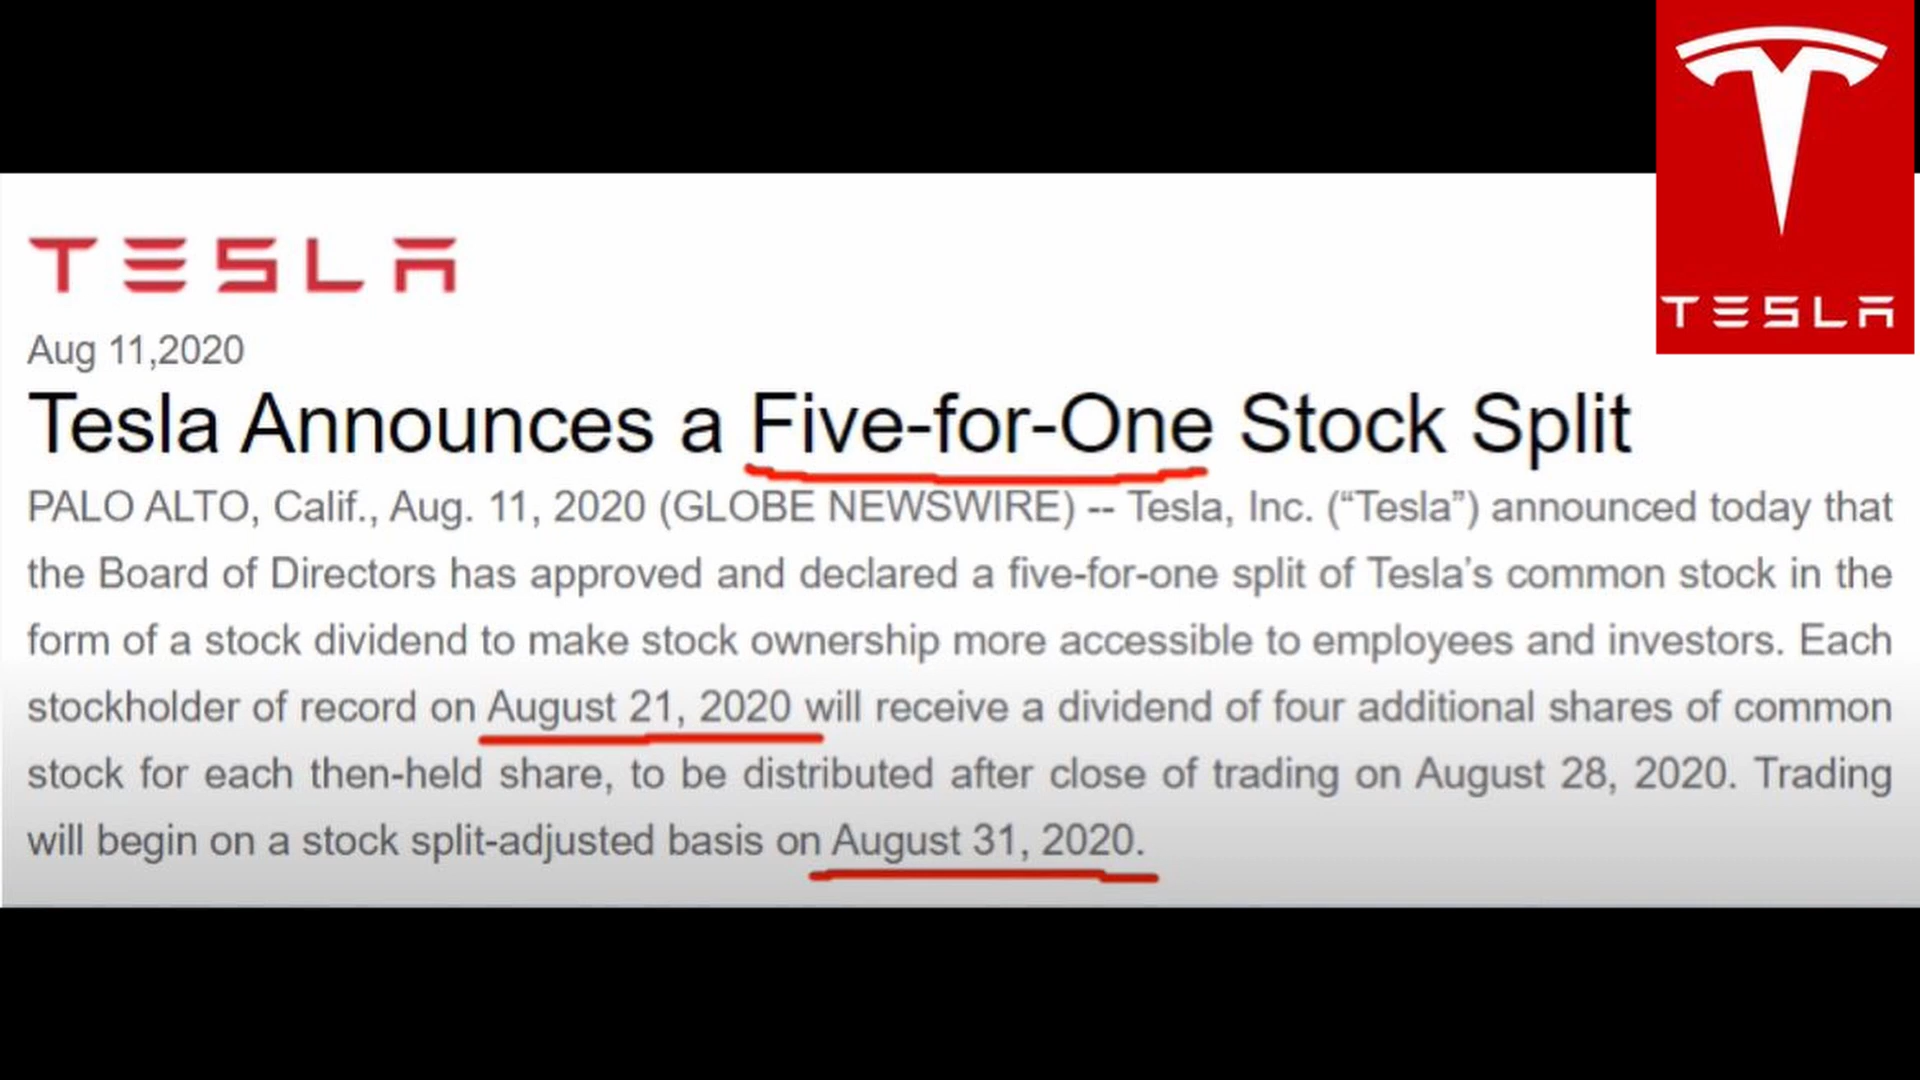 TESLA
TESLA
Aug 11,2020
Tesla Announces a Five-for-One Stock Split
PALO ALTO, Calif., Aug. 11, 2020 (GLOBE NEWSWIRE) -- Tesla, Inc. (“Tesla”) announced today that
the Board of Directors has approved and declared a five-for-one split of Tesla’s common stock in the
form of a stock dividend to make stock ownership more accessible to employees and investors. Each
stockholder of record on August 21, 2020 will receive a dividend of four additional shares of common
stock for each then-held share, to be distributed after close of trading on August 28, 2020. Trading
will begin on a stock split-adjusted basis on August 31, 2020.